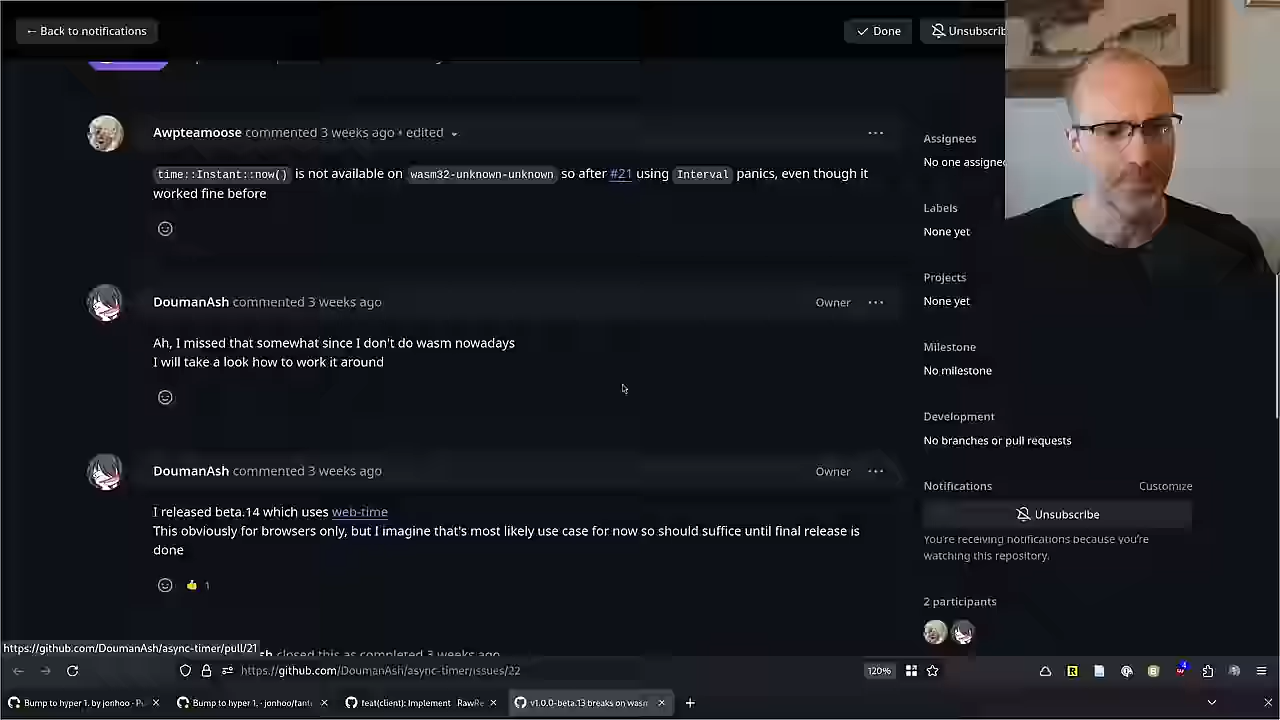 ← Back to notifications
Done
Unsubscrib
Awpteamoose commented 3 weeks ago • edited
time::Instant::now() is not available on wasm32-unknown-unknown so after #21 using Interval panics, even though it
worked fine before
DoumanAsh commented 3 weeks ago
Owner
Ah, I missed that somewhat since I don't do wasm nowadays
I will take a look how to work it around
DoumanAsh commented 3 weeks ago
Owner
I released beta.14 which uses web-time
This obviously for browsers only, but I imagine that's most likely use case for now so should suffice until final release is
done
👍 1
sh closed this as completed 3 weeks ago
Assignees
No one assigned
Labels
None yet
Projects
None yet
Milestone
No milestone
Development
No branches or pull requests
Notifications
Customize
Unsubscribe
You're receiving notifications because you're
watching this repository.
2 participants
https://github.com/DoumanAsh/async-timer/pull/21
https://github.com/DoumanAsh/async-timer/issues/22
120%
4
Bump to hyper 1. by jonhoo · Pu
Bump to hyper 1. · jonhoo/fant
feat(client): Implement RawRe
v1.0.0-beta.13 breaks on wasm